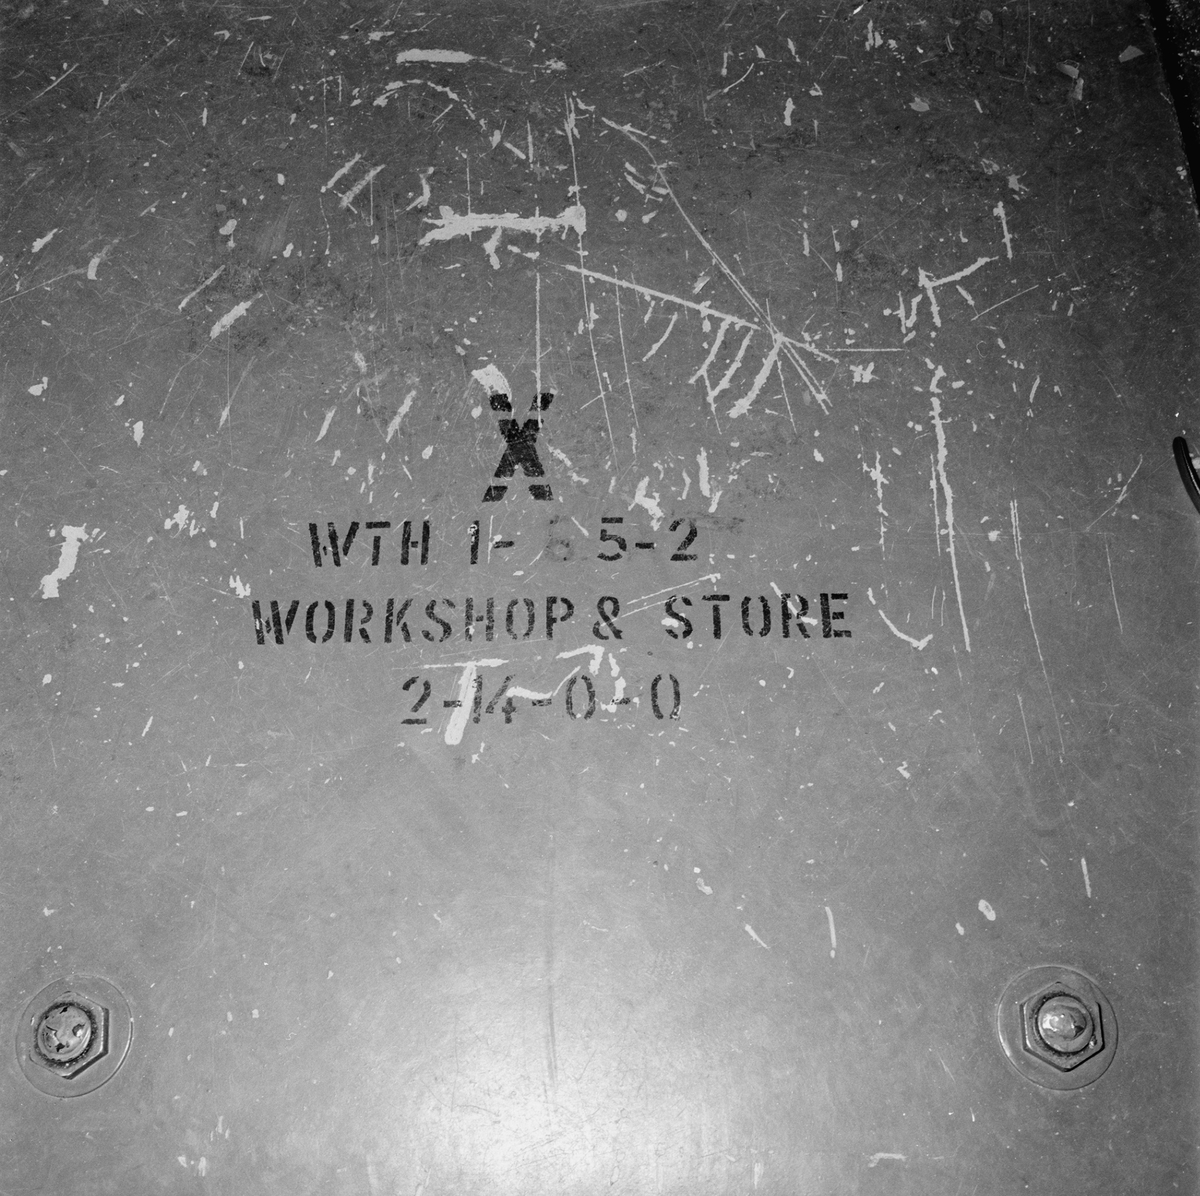 X
WTH 1-65-2
WORKSHOP & STORE
2-14-0-0